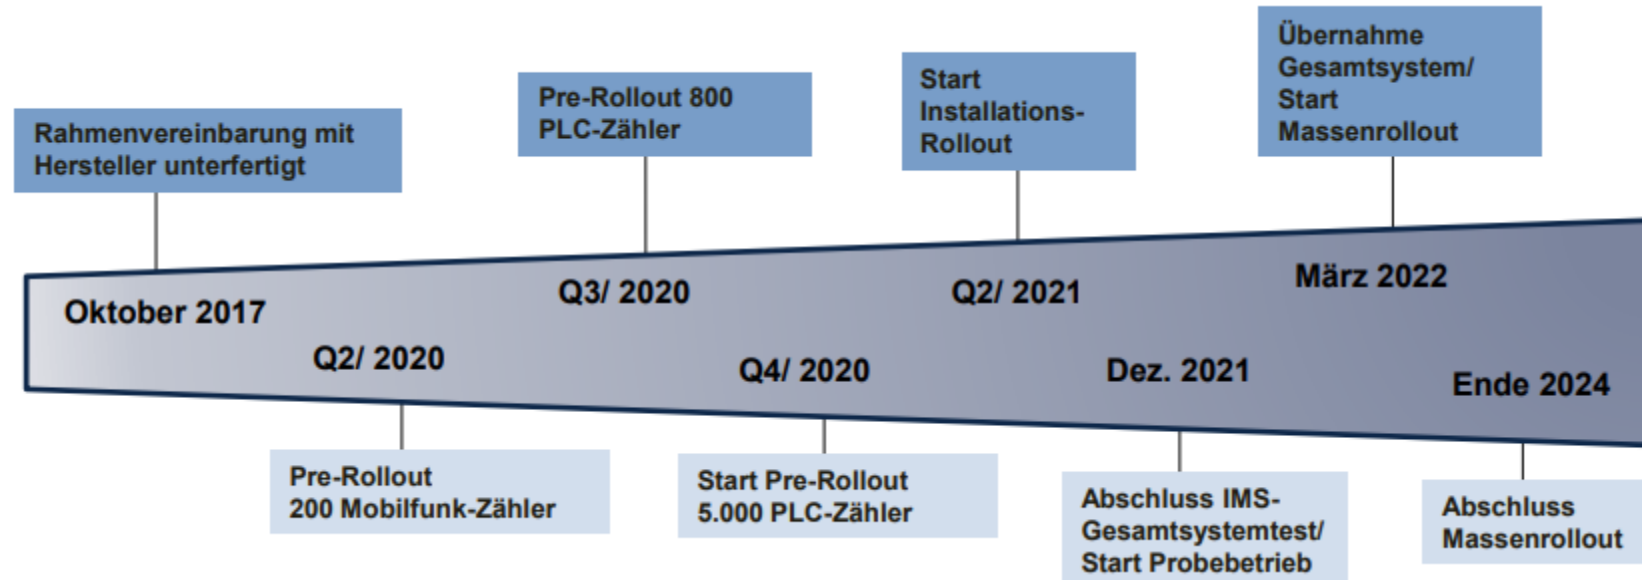 Rahmenvereinbarung mit
Hersteller unterfertigt
Pre-Rollout 800
PLC-Zähler
Start
Installations-
Rollout
Übernahme
Gesamtsystem/
Start
Massenrollout
Oktober 2017
Q2/ 2020
Q3/ 2020
Q4/ 2020
Q2/ 2021
Dez. 2021
März 2022
Ende 2024
Pre-Rollout
200 Mobilfunk-Zähler
Start Pre-Rollout
5.000 PLC-Zähler
Abschluss IMS-
Gesamtsystemtest/
Start Probebetrieb
Abschluss
Massenrollout